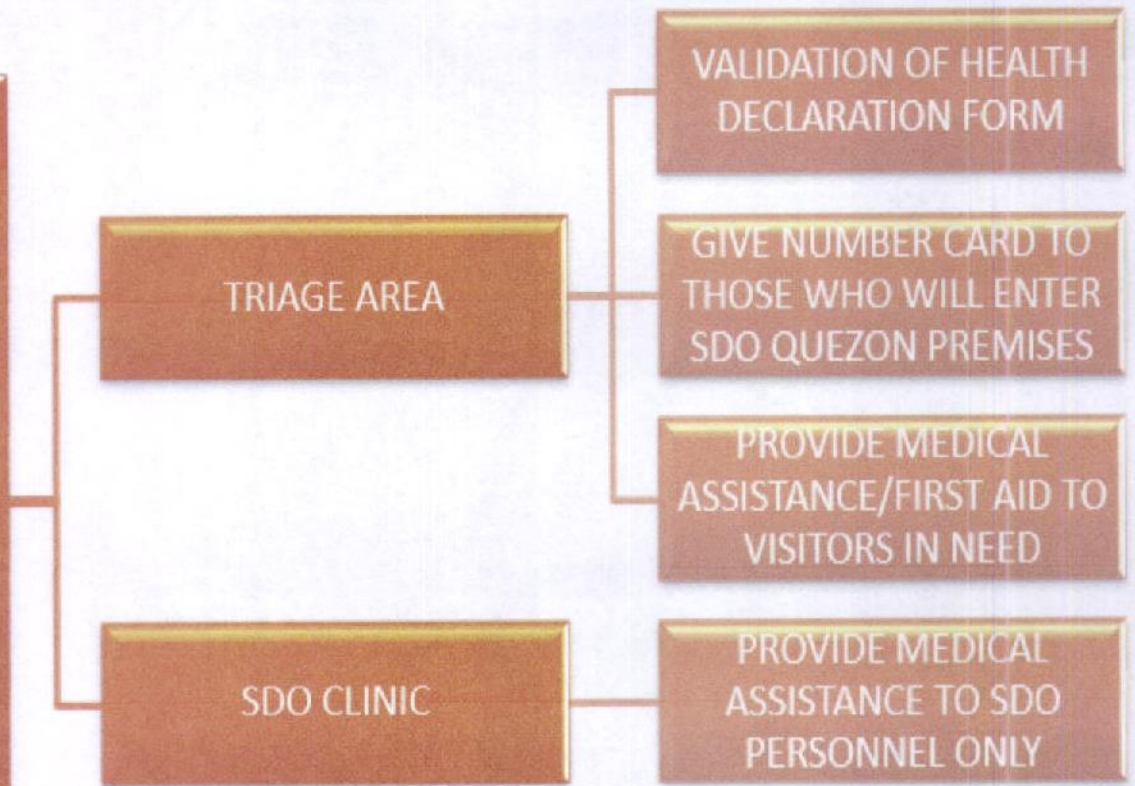 VALIDATION OF HEALTH
DECLARATION FORM
TRIAGE AREA
GIVE NUMBER CARD TO
THOSE WHO WILL ENTER
SDO QUEZON PREMISES
PROVIDE MEDICAL
ASSISTANCE/FIRST AID TO
VISITORS IN NEED
SDO CLINIC
PROVIDE MEDICAL
ASSISTANCE TO SDO
PERSONNEL ONLY